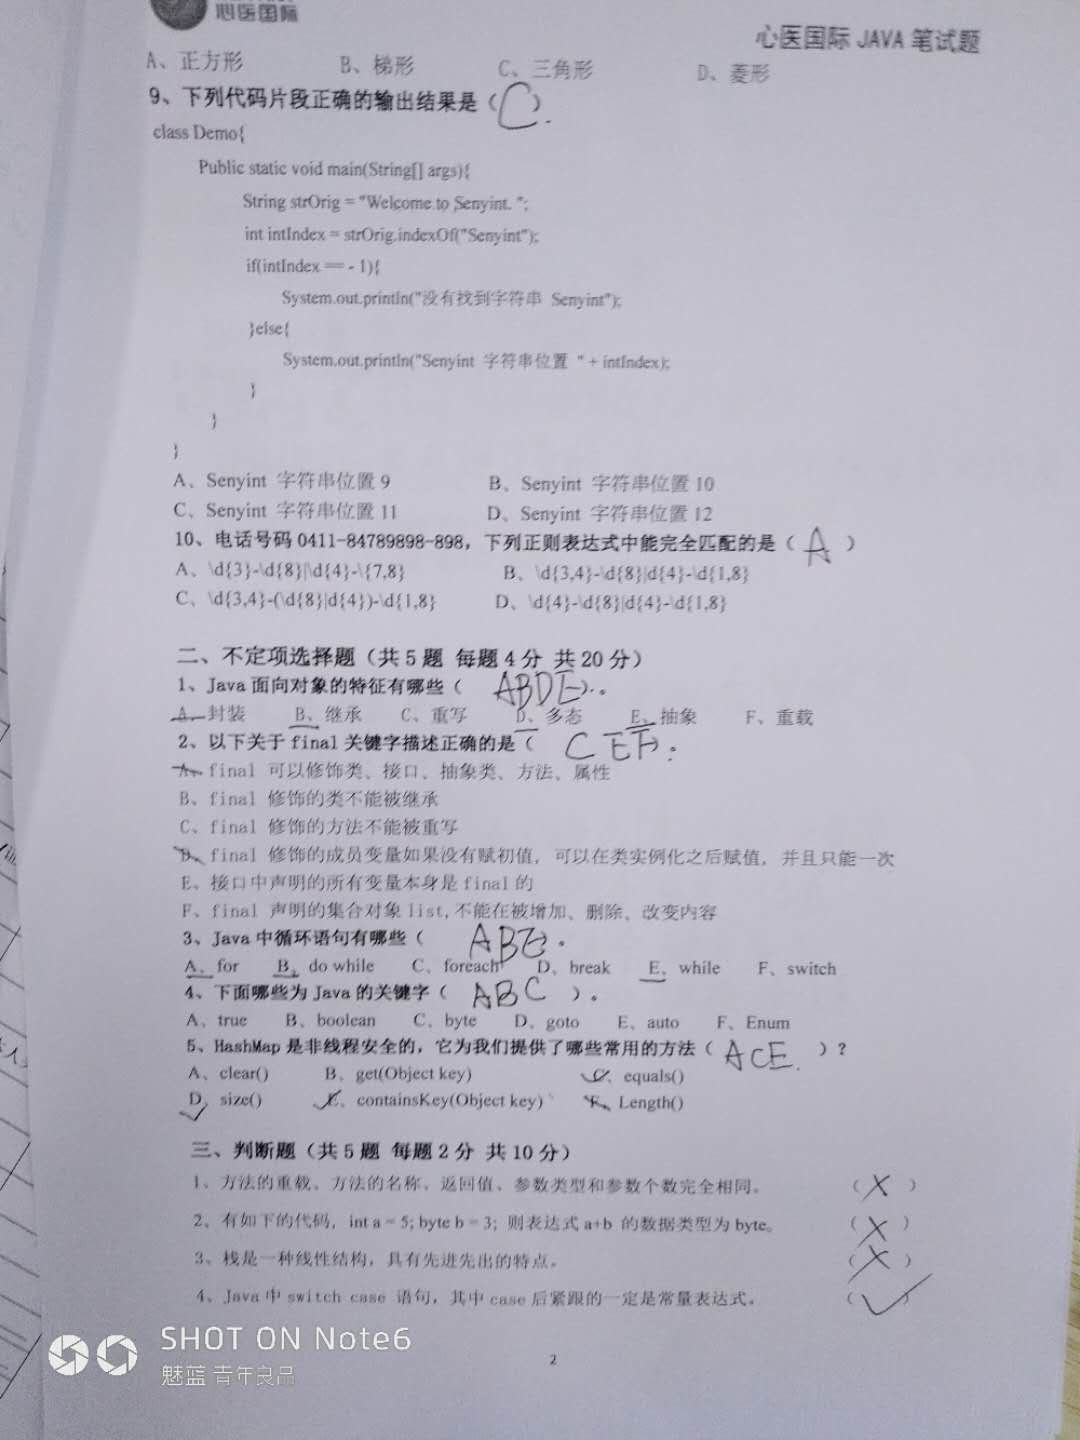 心医国际
心医国际 JAVA 笔试题
A、正方形 B、梯形 C、三角形 D、菱形
9、下列代码片段正确的输出结果是（ C ）.
class Demo{
Public static void main(String[] args){
String strOrig = "Welcome to Senyint. ";
int intIndex = strOrig.indexOf("Senyint");
if(intIndex == - 1){
System.out.println("没有找到字符串 Senyint");
}else{
System.out.println("Senyint 字符串位置 " + intIndex);
}
}
}
A、Senyint 字符串位置 9 B、Senyint 字符串位置 10
C、Senyint 字符串位置 11 D、Senyint 字符串位置 12
10、电话号码 0411-84789898-898，下列正则表达式中能完全匹配的是（ A ）
A、\d{3}-\d{8}|\d{4}-\{7,8} B、\d{3,4}-\d{8}|d{4}-\d{1,8}
C、\d{3,4}-(\d{8}|d{4})-\d{1,8} D、\d{4}-\d{8}|d{4}-\d{1,8}
二、不定项选择题（共 5 题 每题 4 分 共 20 分）
1、Java 面向对象的特征有哪些（ ABDE ）。
A、封装 B、继承 C、重写 D、多态 E、抽象 F、重载
2、以下关于 final 关键字描述正确的是（ CEF ）：
A、final 可以修饰类、接口、抽象类、方法、属性
B、final 修饰的类不能被继承
C、final 修饰的方法不能被重写
D、final 修饰的成员变量如果没有赋初值，可以在类实例化之后赋值，并且只能一次
E、接口中声明的所有变量本身是 final 的
F、final 声明的集合对象 list,不能在被增加、删除、改变内容
3、Java 中循环语句有哪些（ ABE ）。
A、for B、do while C、foreach D、break E、while F、switch
4、下面哪些为 Java 的关键字（ ABC ）。
A、true B、boolean C、byte D、goto E、auto F、Enum
5、HashMap 是非线程安全的，它为我们提供了哪些常用的方法（ ACE. ）？
A、clear() B、get(Object key) C、equals()
D、size() E、containsKey(Object key) F、Length()
三、判断题（共 5 题 每题 2 分 共 10 分）
1、方法的重载、方法的名称、返回值、参数类型和参数个数完全相同。 （ × ）
2、有如下的代码，int a = 5; byte b = 3; 则表达式 a+b 的数据类型为 byte。 （ × ）
3、栈是一种线性结构，具有先进先出的特点。 （ × ）
4、Java 中 switch case 语句，其中 case 后紧跟的一定是常量表达式。 （ ✓ ）
2
SHOT ON Note6
魅蓝 青年良品